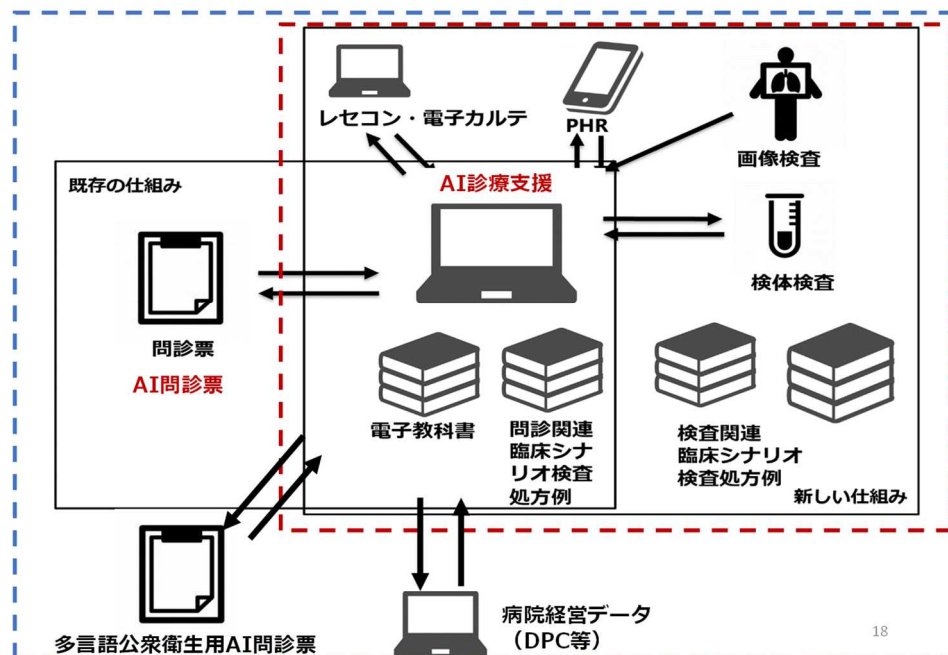 レセコン・電子カルテ
PHR
画像検査
既存の仕組み
AI診療支援
検体検査
問診票
AI問診票
電子教科書
問診関連
臨床シナ
リオ検査
処方例
検査関連
臨床シナリオ
検査処方例
新しい仕組み
多言語公衆衛生用AI問診票
病院経営データ
（DPC等）
18